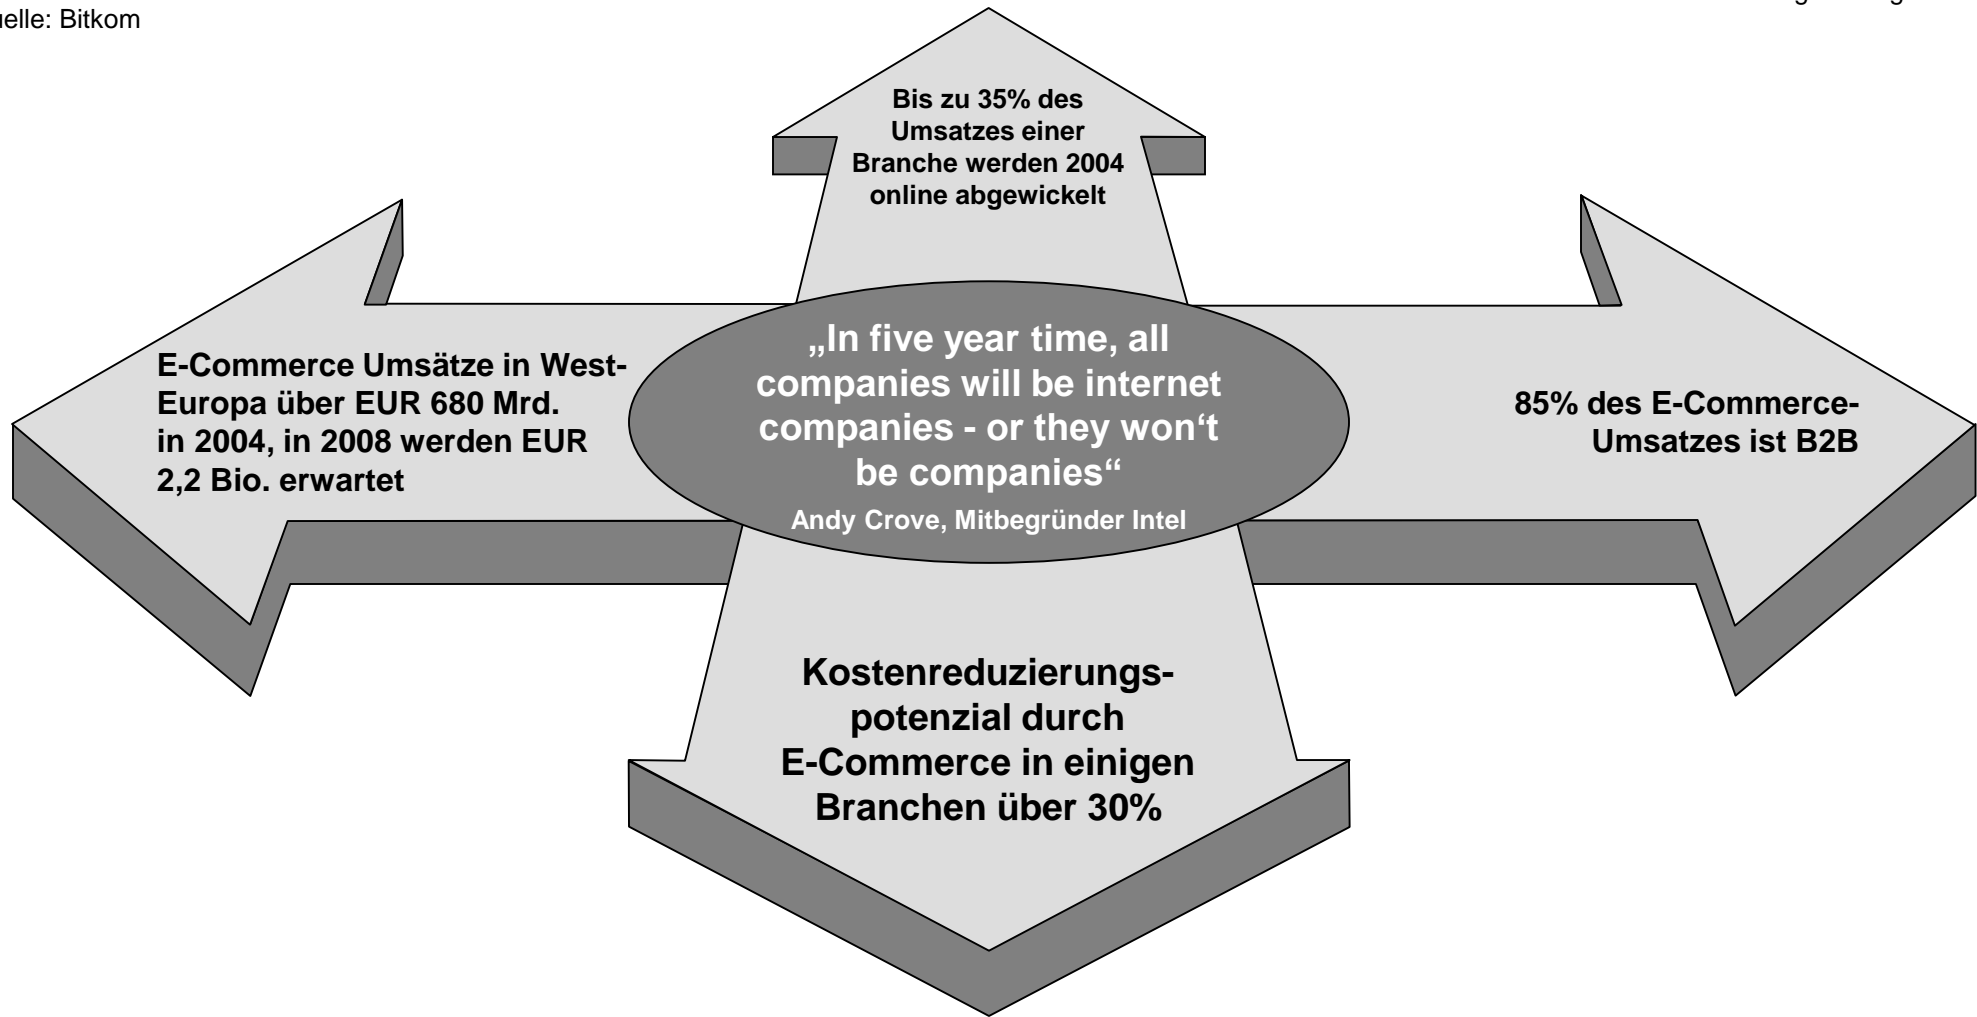 Quelle: Bitkom
Bis zu 35% des
Umsatzes einer
Branche werden 2004
online abgewickelt
E-Commerce Umsätze in West-
Europa über EUR 680 Mrd.
in 2004, in 2008 werden EUR
2,2 Bio. erwartet
„In five year time, all
companies will be internet
companies - or they won‘t
be companies“
Andy Crove, Mitbegründer Intel
85% des E-Commerce-
Umsatzes ist B2B
Kostenreduzierungs-
potenzial durch
E-Commerce in einigen
Branchen über 30%